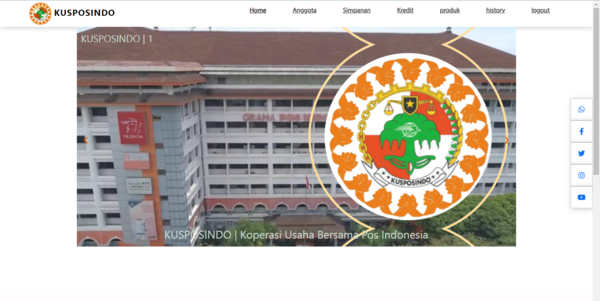 KUSPOSINDO
Home Anggota Simpanan Kredit produk history logout
KUSPOSINDO | 1
GRAHA POS
KUSPOSINDO
KUSPOSINDO | Koperasi Usaha Bersama Pos Indonesia